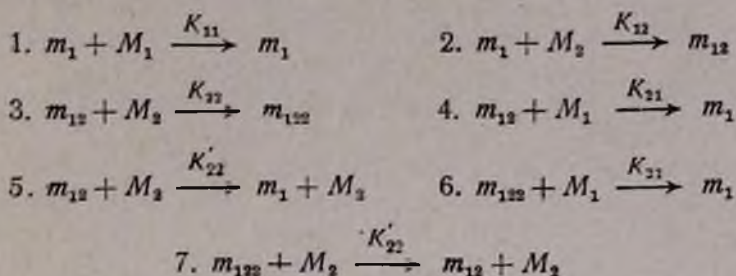 1. m₁ + M₁ K₁₁ → m₁ 2. m₁ + M₂ K₁₂ → m₁₂
3. m₁₂ + M₂ K₂₂ → m₁₂₂ 4. m₁₂ + M₁ K₂₁ → m₁
5. m₁₂ + M₂ K′₂₂ → m₁ + M₂ 6. m₁₂₂ + M₁ K₂₁ → m₁
7. m₁₂₂ + M₂ K′₂₂ → m₁₂ + M₂